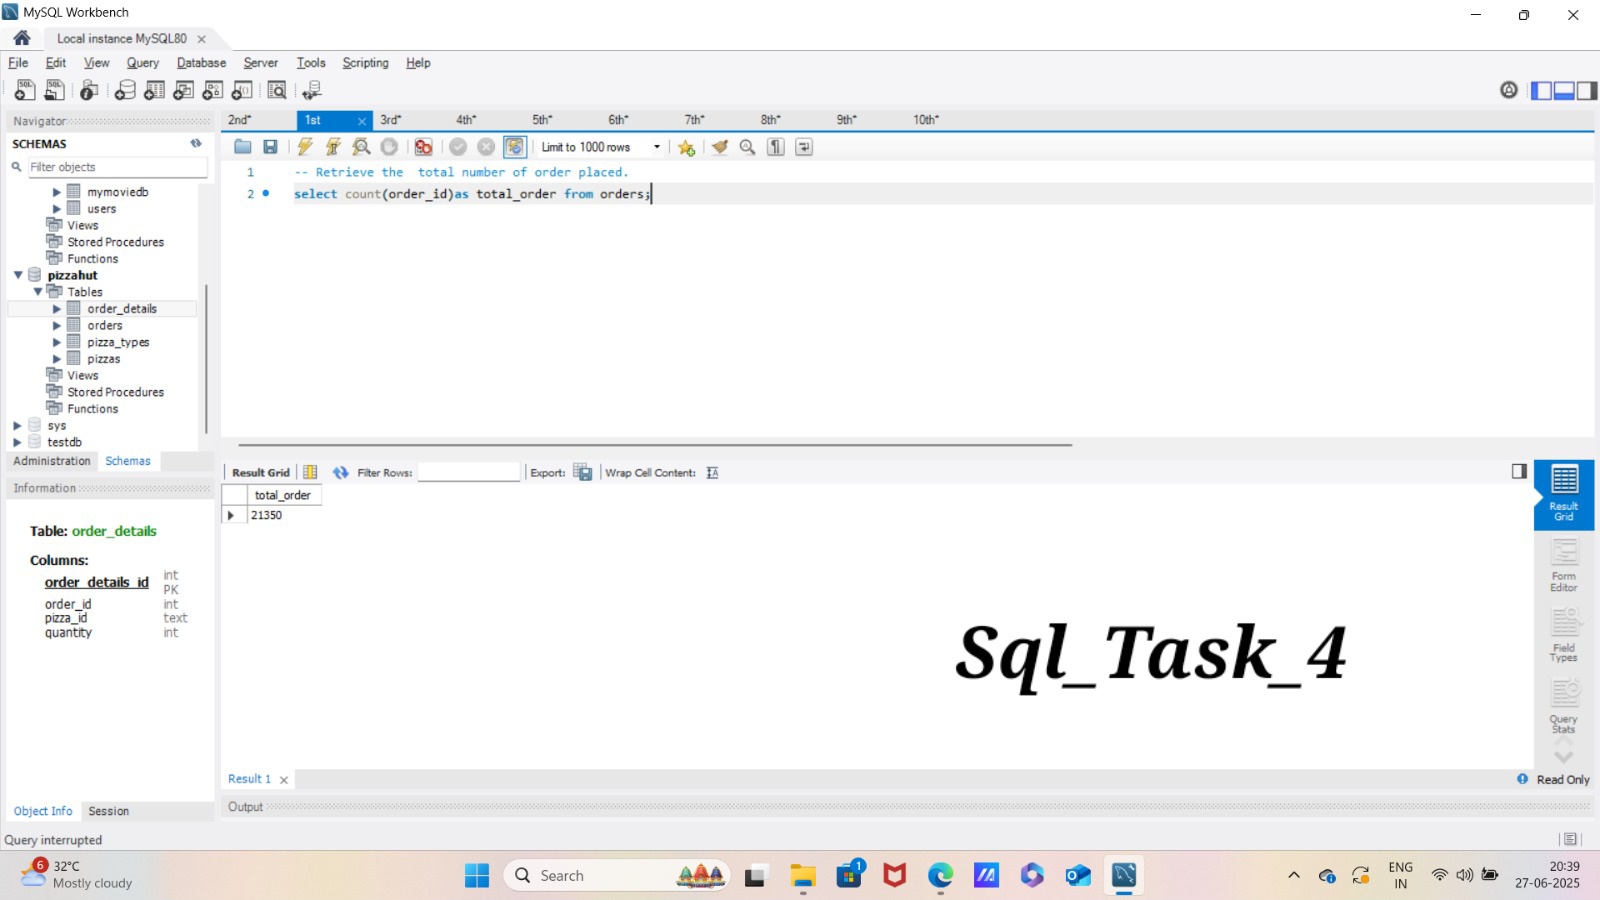 MySQL Workbench
Local instance MySQL80
File Edit View Query Database Server Tools Scripting Help
Navigator
SCHEMAS
Filter objects
mymoviedb
users
Views
Stored Procedures
Functions
pizzahut
Tables
order_details
orders
pizza_types
pizzas
Views
Stored Procedures
Functions
sys
testdb
Administration Schemas
Information
Table: order_details
Columns:
order_details_id int PK
order_id int
pizza_id text
quantity int
Object Info Session
2nd* 1st 3rd* 4th* 5th* 6th* 7th* 8th* 9th* 10th*
Limit to 1000 rows
1 -- Retrieve the  total number of order placed.
2 select count(order_id)as total_order from orders;
Result Grid Filter Rows: Export: Wrap Cell Content:
total_order
21350
Result Grid
Form Editor
Field Types
Query Stats
Sql_Task_4
Result 1
Read Only
Output
Query interrupted
6
32°C
Mostly cloudy
Search
1
ENG
IN
20:39
27-06-2025